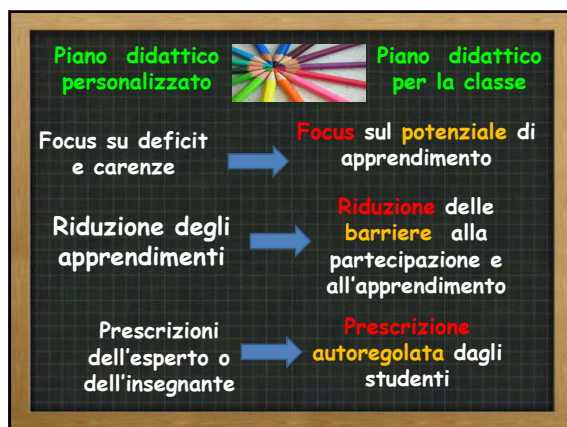 Piano didattico
personalizzato
Piano didattico
per la classe
Focus su deficit
e carenze
Focus sul potenziale di
apprendimento
Riduzione degli
apprendimenti
Riduzione delle
barriere alla
partecipazione e
all'apprendimento
Prescrizioni
dell'esperto o
dell'insegnante
Prescrizione
autoregolata dagli
studenti